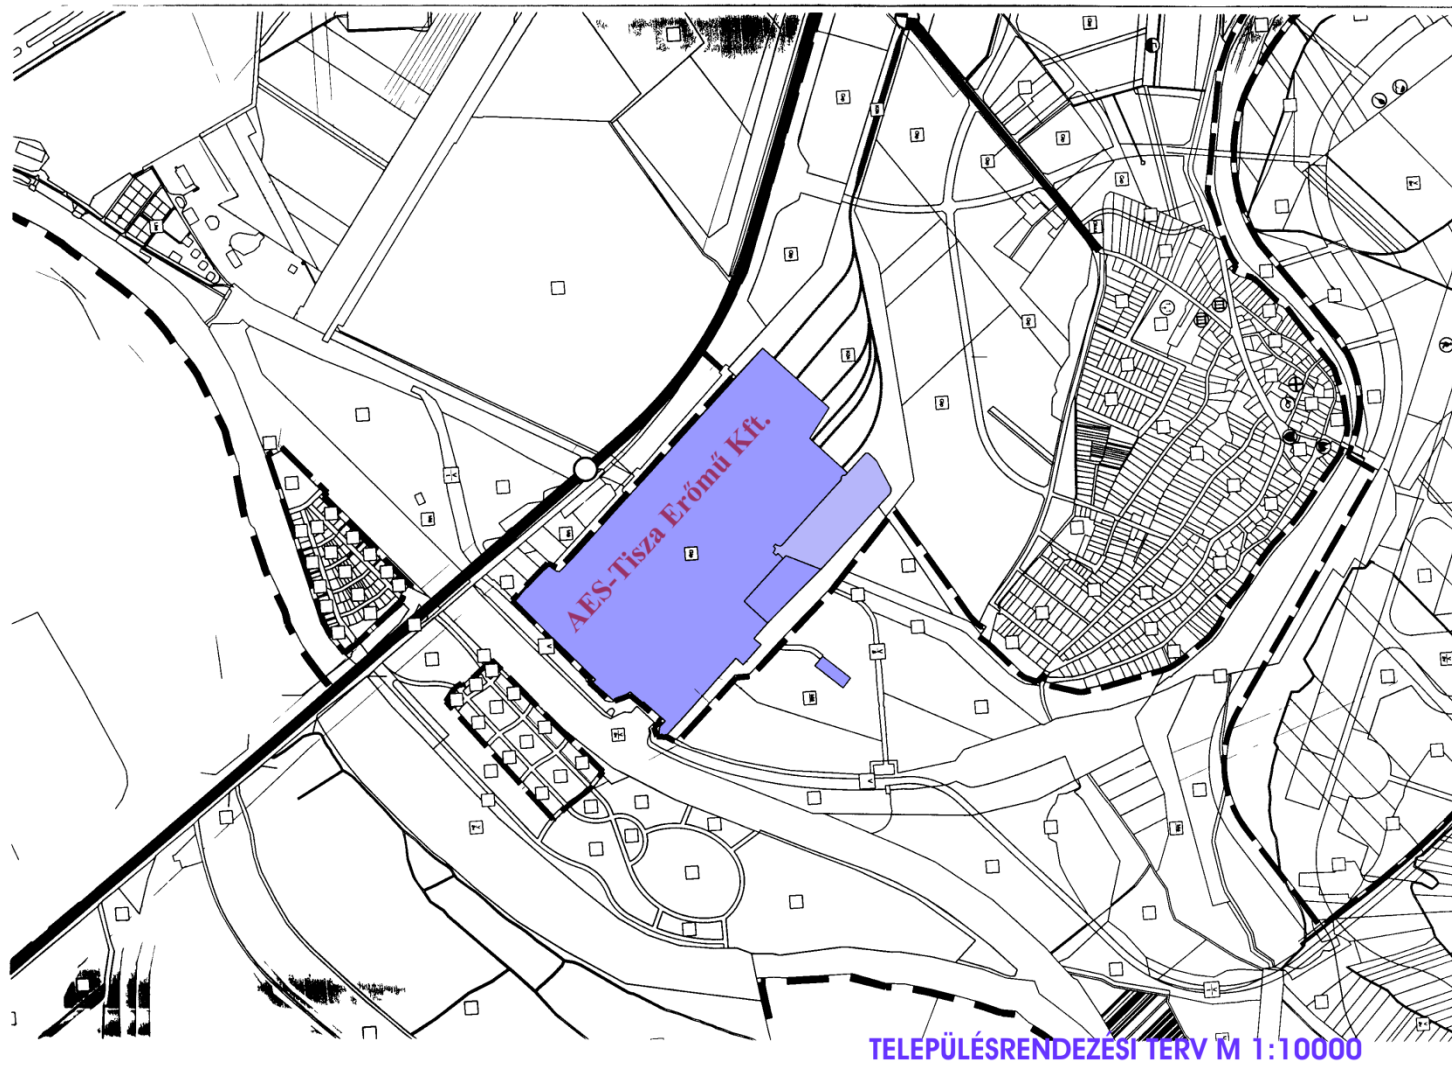 AES-Tisza Erőmű Kft.
TELEPÜLÉSRENDEZÉSI TERV M 1:10000